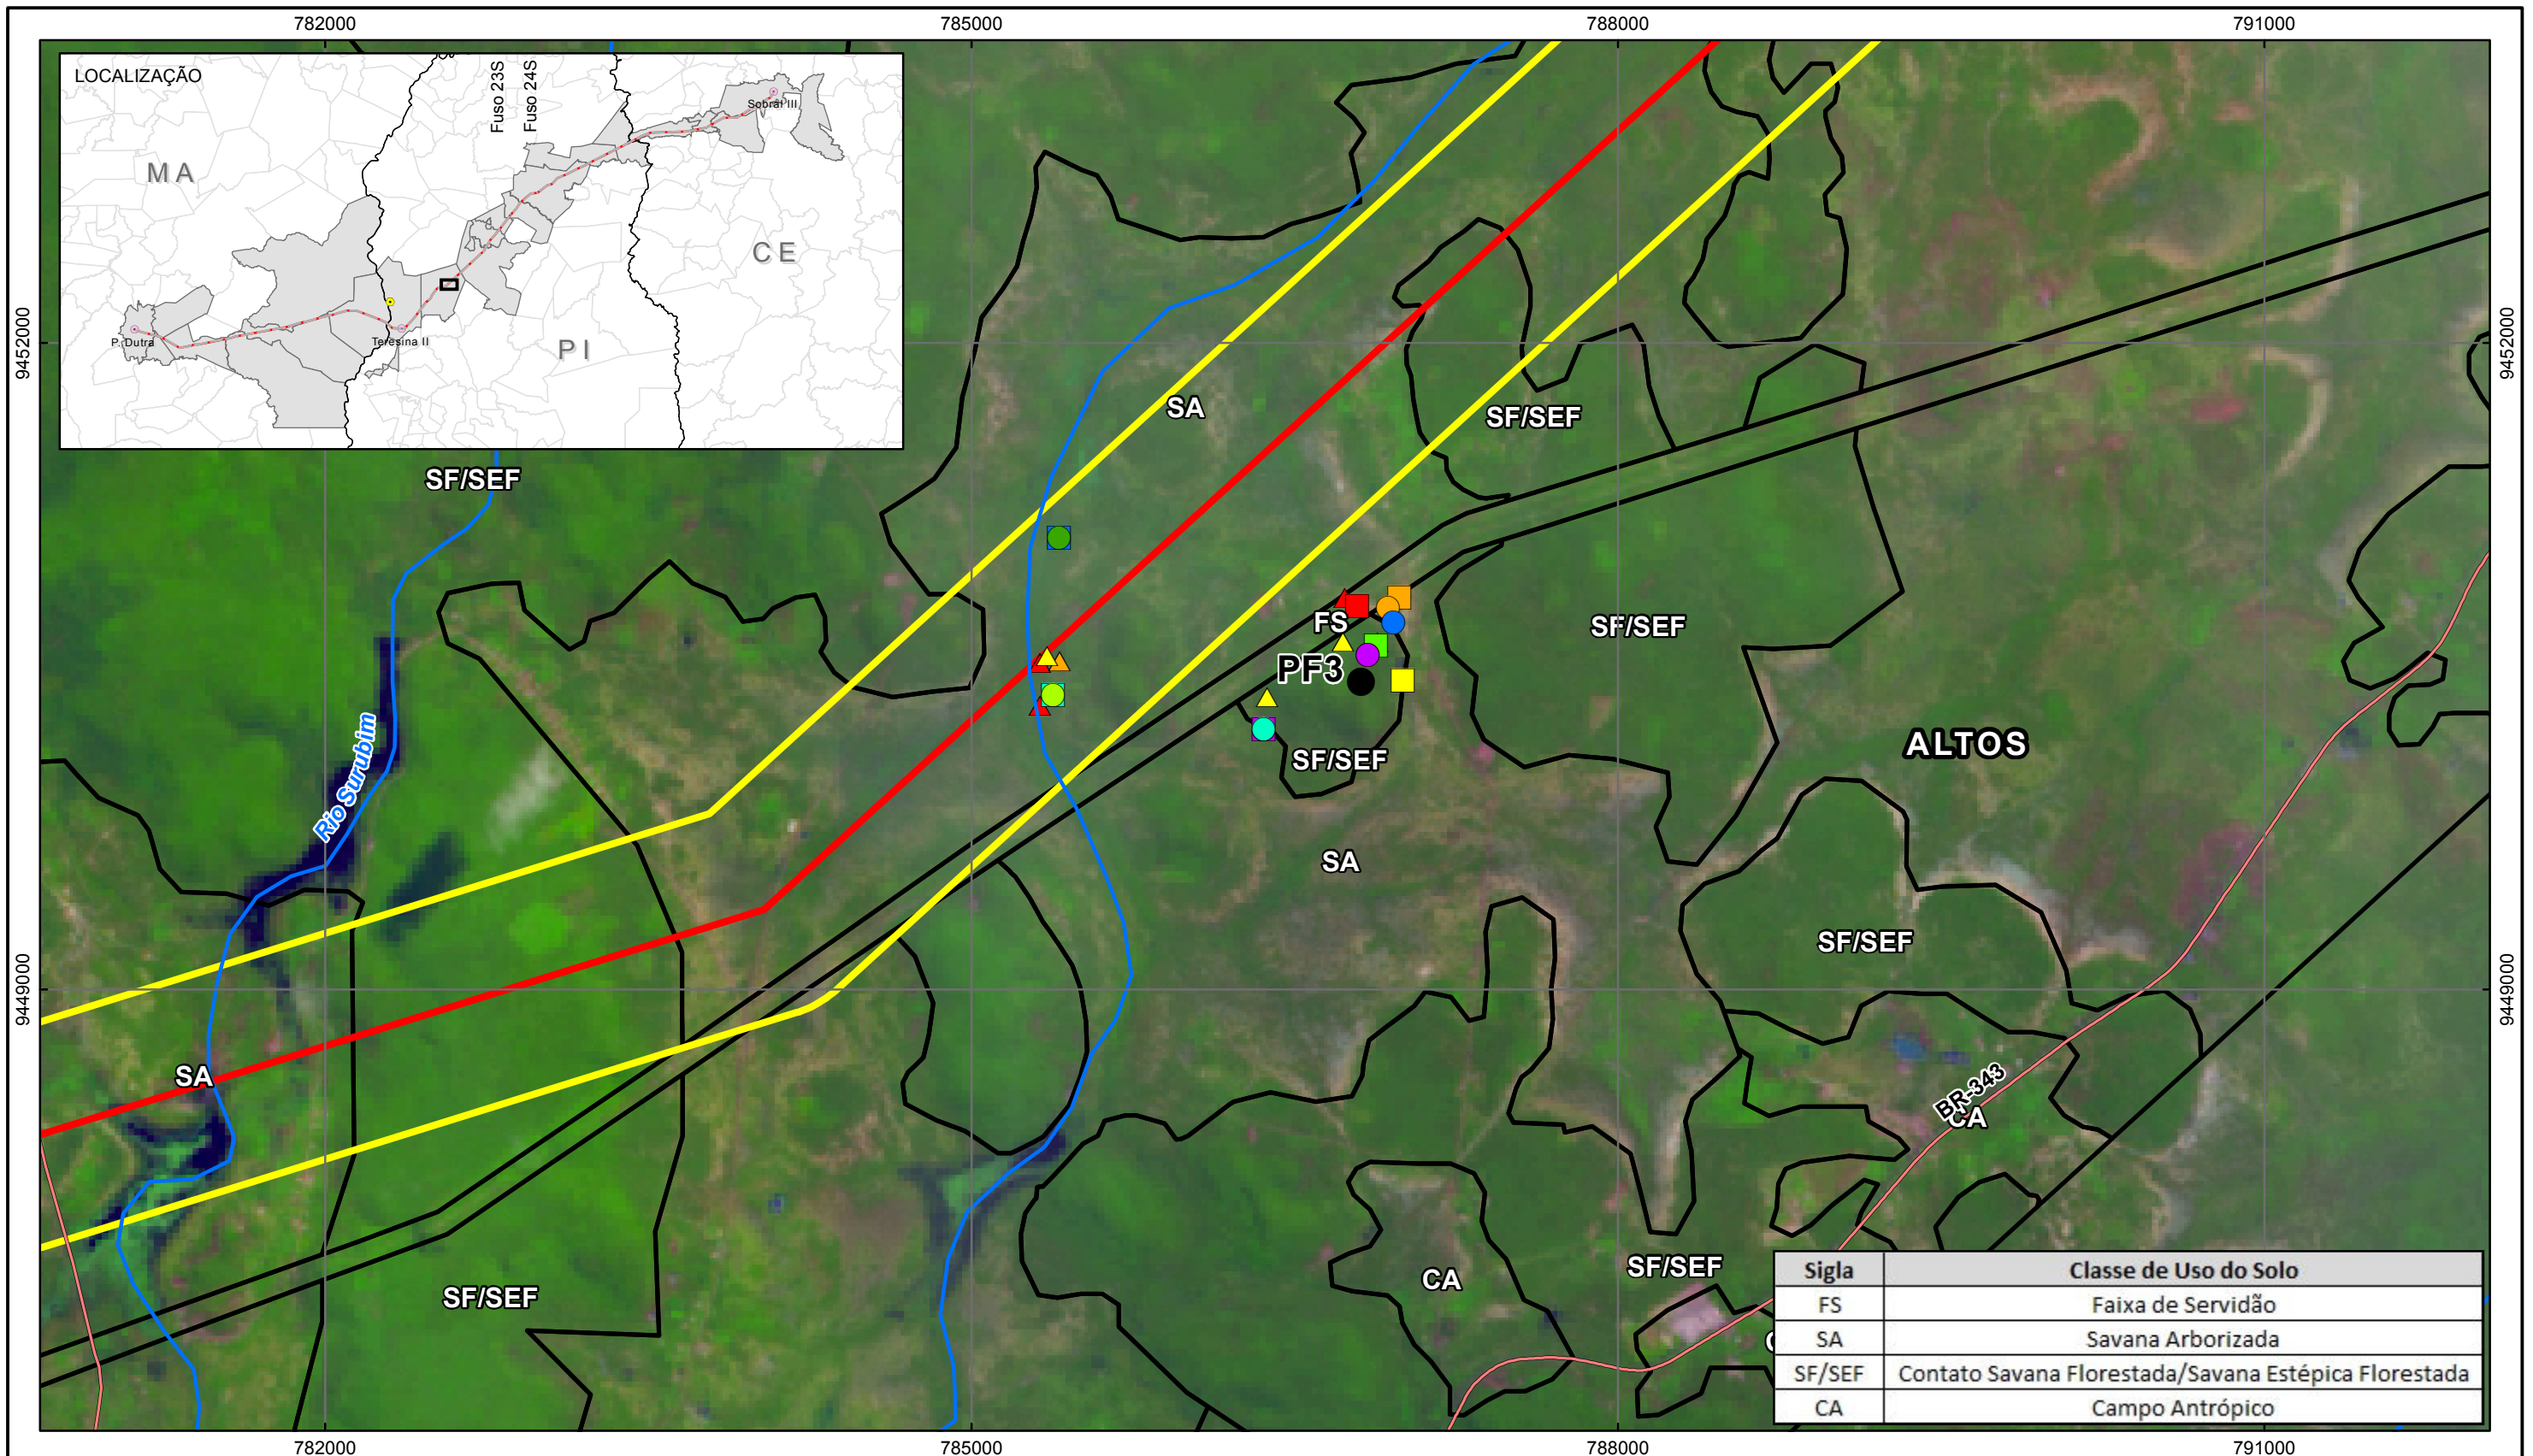 782000
785000
788000
791000
LOCALIZAÇÃO
Fuso 23S
Fuso 24S
Sobral III
MA
CE
P. Dutra
Teresina II
PI
9452000
9452000
SA
SF/SEF
SF/SEF
FS
SF/SEF
PF3
Rio Surubim
ALTOS
SF/SEF
SA
SF/SEF
9449000
9449000
SA
BR-343
CA
SF/SEF
CA
SF/SEF
Sigla Classe de Uso do Solo
FS Faixa de Servidão
SA Savana Arborizada
SF/SEF Contato Savana Florestada/Savana Estépica Florestada
CA Campo Antrópico
782000
785000
788000
791000